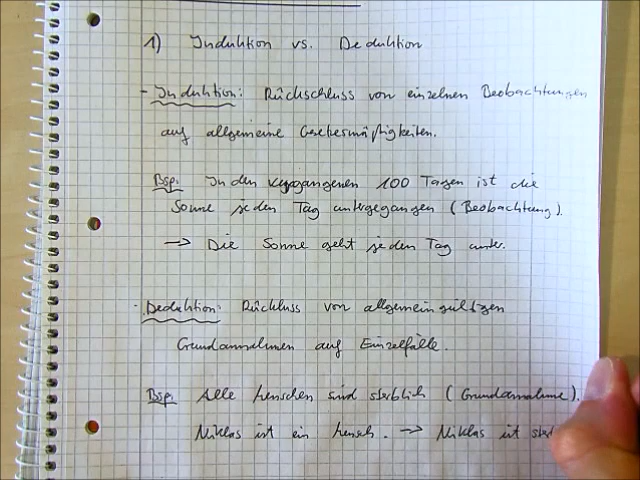 1) Induktion vs. Deduktion
- Induktion: Rückschluss von einzelnen Beobachtungen
auf allgemeine Gesetzmäßigkeiten.
Bsp. In den vergangenen 100 Tagen ist die
Sonne jeden Tag untergegangen (Beobachtung).
→ Die Sonne geht jeden Tag unter.
- Deduktion: Rückluss von allgemeingültigen
Grundannahmen auf Einzelfälle.
Bsp. Alle Menschen sind sterblich (Grundannahme).
Niklas ist ein Mensch. → Niklas ist ste